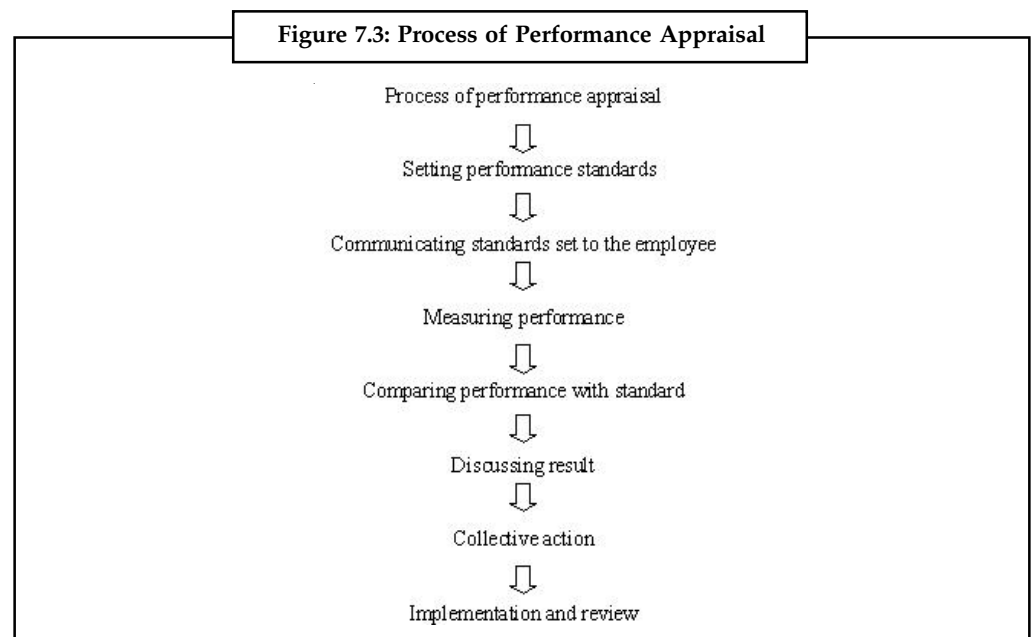 Figure 7.3: Process of Performance Appraisal
Process of performance appraisal
Setting performance standards
Communicating standards set to the employee
Measuring performance
Comparing performance with standard
Discussing result
Collective action
Implementation and review